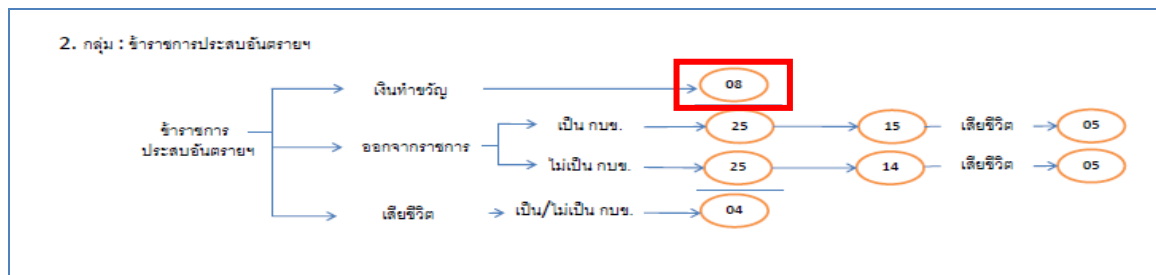 2. กลุ่ม : ข้าราชการประสบอันตรายฯ
เงินทำขวัญ 08
ข้าราชการ
ประสบอันตรายฯ
ออกจากราชการ
เป็น กบข. 25 15 เสียชีวิต 05
ไม่เป็น กบข. 25 14 เสียชีวิต 05
เสียชีวิต เป็น/ไม่เป็น กบข. 04